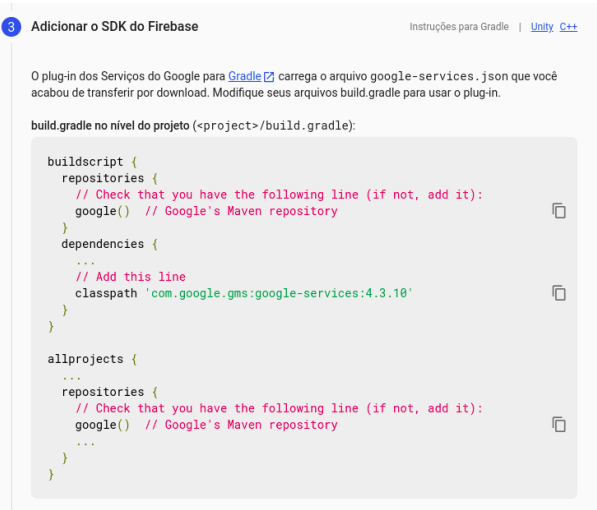 3 Adicionar o SDK do Firebase Instruções para Gradle | Unity C++
O plug-in dos Serviços do Google para Gradle carrega o arquivo google-services.json que você
acabou de transferir por download. Modifique seus arquivos build.gradle para usar o plug-in.
build.gradle no nível do projeto (<project>/build.gradle):
buildscript {
  repositories {
    // Check that you have the following line (if not, add it):
    google()  // Google's Maven repository
  }
  dependencies {
    ...
    // Add this line
    classpath 'com.google.gms:google-services:4.3.10'
  }
}
allprojects {
  ...
  repositories {
    // Check that you have the following line (if not, add it):
    google()  // Google's Maven repository
    ...
  }
}